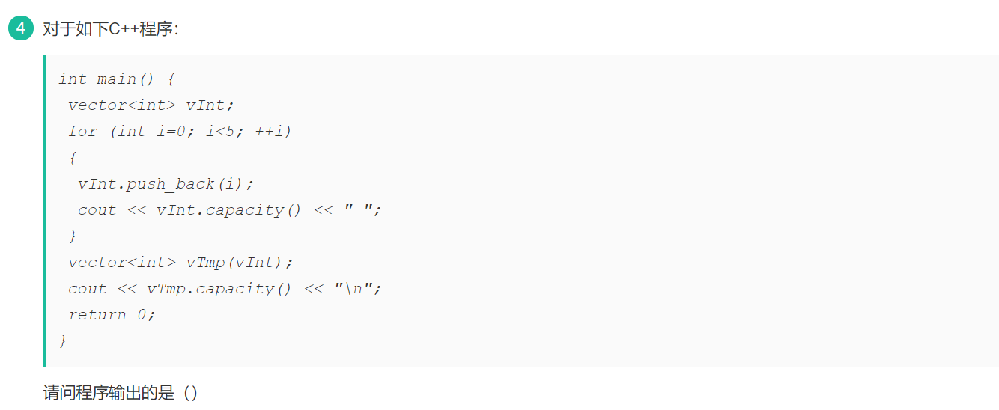 4 对于如下C++程序：
int main() {
vector<int> vInt;
for (int i=0; i<5; ++i)
{
vInt.push_back(i);
cout << vInt.capacity() << " ";
}
vector<int> vTmp(vInt);
cout << vTmp.capacity() << "\n";
return 0;
}
请问程序输出的是（）